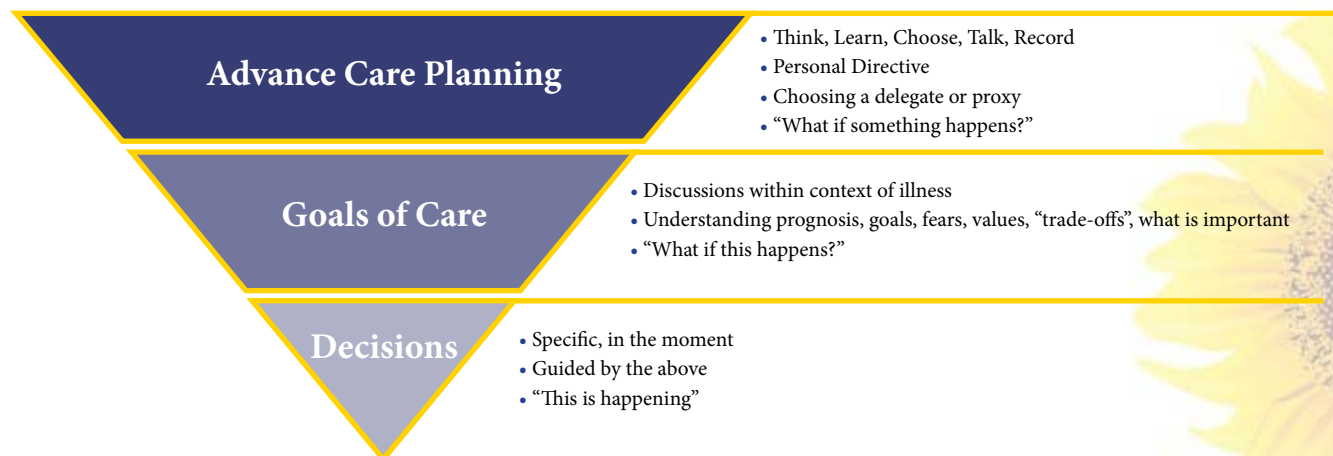 Advance Care Planning
• Think, Learn, Choose, Talk, Record
• Personal Directive
• Choosing a delegate or proxy
• “What if something happens?”
Goals of Care
• Discussions within context of illness
• Understanding prognosis, goals, fears, values, “trade-offs”, what is important
• “What if this happens?”
Decisions
• Specific, in the moment
• Guided by the above
• “This is happening”